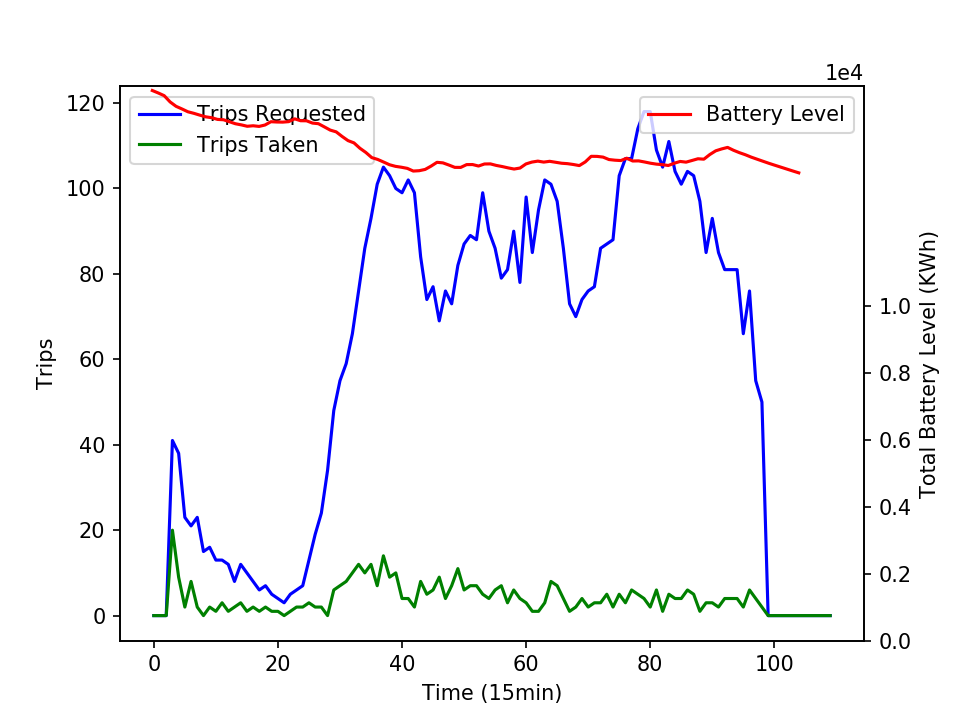 1e4
Trips Requested
Trips Taken
Battery Level
120
100
80
60
40
20
0
Trips
1.0
0.8
0.6
0.4
0.2
0.0
Total Battery Level (KWh)
0 20 40 60 80 100
Time (15min)